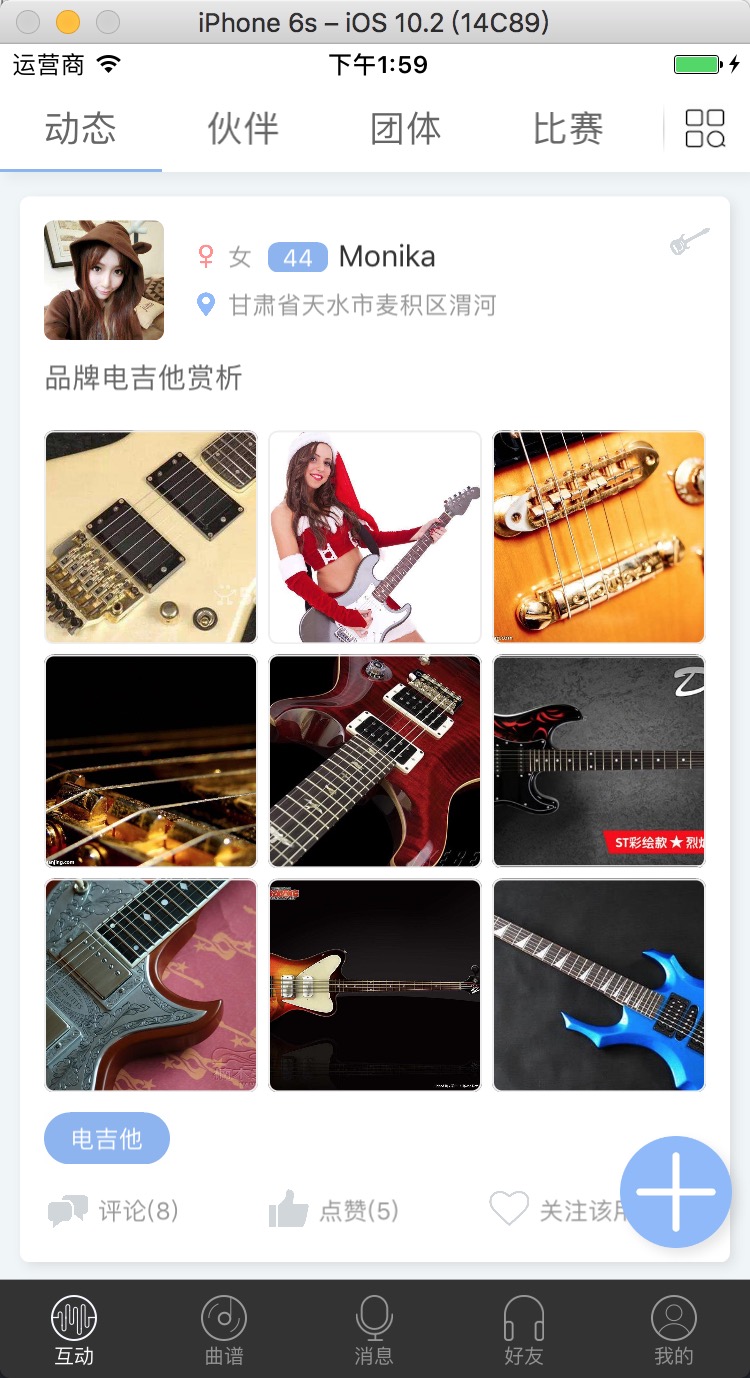 iPhone 6s – iOS 10.2 (14C89)
运营商 下午1:59
动态 伙伴 团体 比赛
女 44 Monika
甘肃省天水市麦积区渭河
品牌电吉他赏析
ST彩绘款★烈
电吉他
评论(8) 点赞(5) 关注该
互动 曲谱 消息 好友 我的